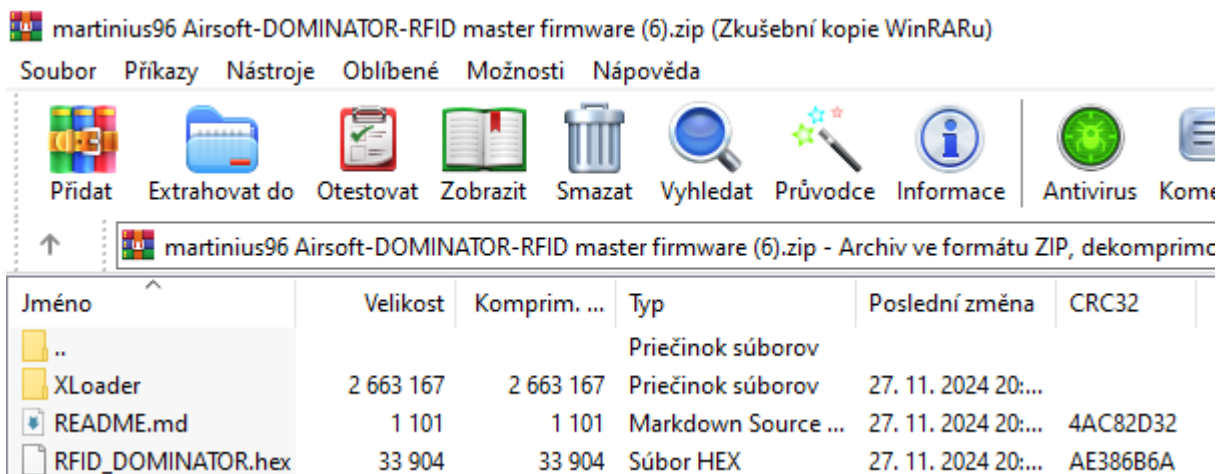 martinius96 Airsoft-DOMINATOR-RFID master firmware (6).zip (Zkušební kopie WinRARu)
Soubor Příkazy Nástroje Oblíbené Možnosti Nápověda
Přidat Extrahovat do Otestovat Zobrazit Smazat Vyhledat Průvodce Informace Antivirus Kome
martinius96 Airsoft-DOMINATOR-RFID master firmware (6).zip - Archiv ve formátu ZIP, dekomprimo
Jméno Velikost Komprim. ... Typ Poslední změna CRC32
.. Priečinok súborov
XLoader 2 663 167 2 663 167 Priečinok súborov 27. 11. 2024 20:...
README.md 1 101 1 101 Markdown Source ... 27. 11. 2024 20:... 4AC82D32
RFID_DOMINATOR.hex 33 904 33 904 Súbor HEX 27. 11. 2024 20:... AE386B6A